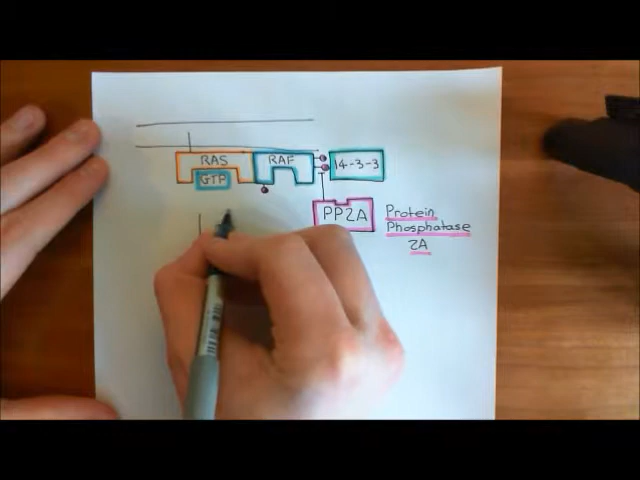 RAS RAF 14-3-3
GTP
PP2A Protein
Phosphatase
2A